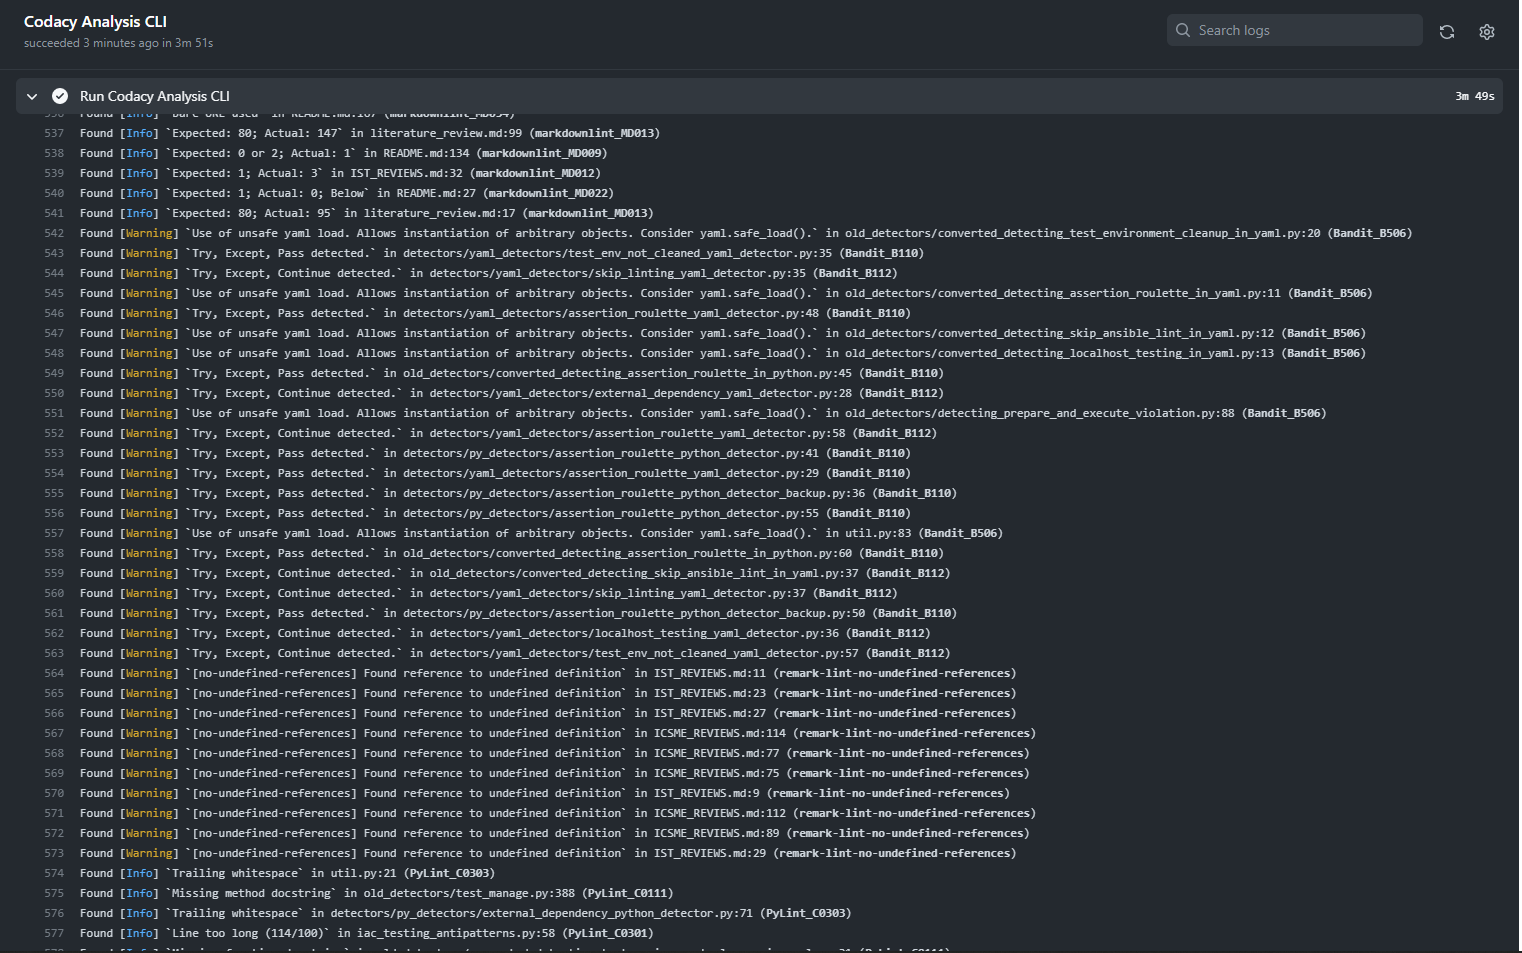 Codacy Analysis CLI
succeeded 3 minutes ago in 3m 51s
Search logs
Run Codacy Analysis CLI
3m 49s
537 Found [Info] `Expected: 80; Actual: 147` in literature_review.md:99 (markdownlint_MD013)
538 Found [Info] `Expected: 0 or 2; Actual: 1` in README.md:134 (markdownlint_MD009)
539 Found [Info] `Expected: 1; Actual: 3` in IST_REVIEWS.md:32 (markdownlint_MD012)
540 Found [Info] `Expected: 1; Actual: 0; Below` in README.md:27 (markdownlint_MD022)
541 Found [Info] `Expected: 80; Actual: 95` in literature_review.md:17 (markdownlint_MD013)
542 Found [Warning] `Use of unsafe yaml load. Allows instantiation of arbitrary objects. Consider yaml.safe_load().` in old_detectors/converted_detecting_test_environment_cleanup_in_yaml.py:20 (Bandit_B506)
543 Found [Warning] `Try, Except, Pass detected.` in detectors/yaml_detectors/test_env_not_cleaned_yaml_detector.py:35 (Bandit_B110)
544 Found [Warning] `Try, Except, Continue detected.` in detectors/yaml_detectors/skip_linting_yaml_detector.py:35 (Bandit_B112)
545 Found [Warning] `Use of unsafe yaml load. Allows instantiation of arbitrary objects. Consider yaml.safe_load().` in old_detectors/converted_detecting_assertion_roulette_in_yaml.py:11 (Bandit_B506)
546 Found [Warning] `Try, Except, Pass detected.` in detectors/yaml_detectors/assertion_roulette_yaml_detector.py:48 (Bandit_B110)
547 Found [Warning] `Use of unsafe yaml load. Allows instantiation of arbitrary objects. Consider yaml.safe_load().` in old_detectors/converted_detecting_skip_ansible_lint_in_yaml.py:12 (Bandit_B506)
548 Found [Warning] `Use of unsafe yaml load. Allows instantiation of arbitrary objects. Consider yaml.safe_load().` in old_detectors/converted_detecting_localhost_testing_in_yaml.py:13 (Bandit_B506)
549 Found [Warning] `Try, Except, Pass detected.` in old_detectors/converted_detecting_assertion_roulette_in_python.py:45 (Bandit_B110)
550 Found [Warning] `Try, Except, Continue detected.` in detectors/yaml_detectors/external_dependency_yaml_detector.py:28 (Bandit_B112)
551 Found [Warning] `Use of unsafe yaml load. Allows instantiation of arbitrary objects. Consider yaml.safe_load().` in old_detectors/detecting_prepare_and_execute_violation.py:88 (Bandit_B506)
552 Found [Warning] `Try, Except, Continue detected.` in detectors/yaml_detectors/assertion_roulette_yaml_detector.py:58 (Bandit_B112)
553 Found [Warning] `Try, Except, Pass detected.` in detectors/py_detectors/assertion_roulette_python_detector.py:41 (Bandit_B110)
554 Found [Warning] `Try, Except, Pass detected.` in detectors/yaml_detectors/assertion_roulette_yaml_detector.py:29 (Bandit_B110)
555 Found [Warning] `Try, Except, Pass detected.` in detectors/py_detectors/assertion_roulette_python_detector_backup.py:36 (Bandit_B110)
556 Found [Warning] `Try, Except, Pass detected.` in detectors/py_detectors/assertion_roulette_python_detector.py:55 (Bandit_B110)
557 Found [Warning] `Use of unsafe yaml load. Allows instantiation of arbitrary objects. Consider yaml.safe_load().` in util.py:83 (Bandit_B506)
558 Found [Warning] `Try, Except, Pass detected.` in old_detectors/converted_detecting_assertion_roulette_in_python.py:60 (Bandit_B110)
559 Found [Warning] `Try, Except, Continue detected.` in old_detectors/converted_detecting_skip_ansible_lint_in_yaml.py:37 (Bandit_B112)
560 Found [Warning] `Try, Except, Continue detected.` in detectors/yaml_detectors/skip_linting_yaml_detector.py:37 (Bandit_B112)
561 Found [Warning] `Try, Except, Pass detected.` in detectors/py_detectors/assertion_roulette_python_detector_backup.py:50 (Bandit_B110)
562 Found [Warning] `Try, Except, Continue detected.` in detectors/yaml_detectors/localhost_testing_yaml_detector.py:36 (Bandit_B112)
563 Found [Warning] `Try, Except, Continue detected.` in detectors/yaml_detectors/test_env_not_cleaned_yaml_detector.py:57 (Bandit_B112)
564 Found [Warning] `[no-undefined-references] Found reference to undefined definition` in IST_REVIEWS.md:11 (remark-lint-no-undefined-references)
565 Found [Warning] `[no-undefined-references] Found reference to undefined definition` in IST_REVIEWS.md:23 (remark-lint-no-undefined-references)
566 Found [Warning] `[no-undefined-references] Found reference to undefined definition` in IST_REVIEWS.md:27 (remark-lint-no-undefined-references)
567 Found [Warning] `[no-undefined-references] Found reference to undefined definition` in ICSME_REVIEWS.md:114 (remark-lint-no-undefined-references)
568 Found [Warning] `[no-undefined-references] Found reference to undefined definition` in ICSME_REVIEWS.md:77 (remark-lint-no-undefined-references)
569 Found [Warning] `[no-undefined-references] Found reference to undefined definition` in ICSME_REVIEWS.md:75 (remark-lint-no-undefined-references)
570 Found [Warning] `[no-undefined-references] Found reference to undefined definition` in IST_REVIEWS.md:9 (remark-lint-no-undefined-references)
571 Found [Warning] `[no-undefined-references] Found reference to undefined definition` in ICSME_REVIEWS.md:112 (remark-lint-no-undefined-references)
572 Found [Warning] `[no-undefined-references] Found reference to undefined definition` in ICSME_REVIEWS.md:89 (remark-lint-no-undefined-references)
573 Found [Warning] `[no-undefined-references] Found reference to undefined definition` in IST_REVIEWS.md:29 (remark-lint-no-undefined-references)
574 Found [Info] `Trailing whitespace` in util.py:21 (PyLint_C0303)
575 Found [Info] `Missing method docstring` in old_detectors/test_manage.py:388 (PyLint_C0111)
576 Found [Info] `Trailing whitespace` in detectors/py_detectors/external_dependency_python_detector.py:71 (PyLint_C0303)
577 Found [Info] `Line too long (114/100)` in iac_testing_antipatterns.py:58 (PyLint_C0301)